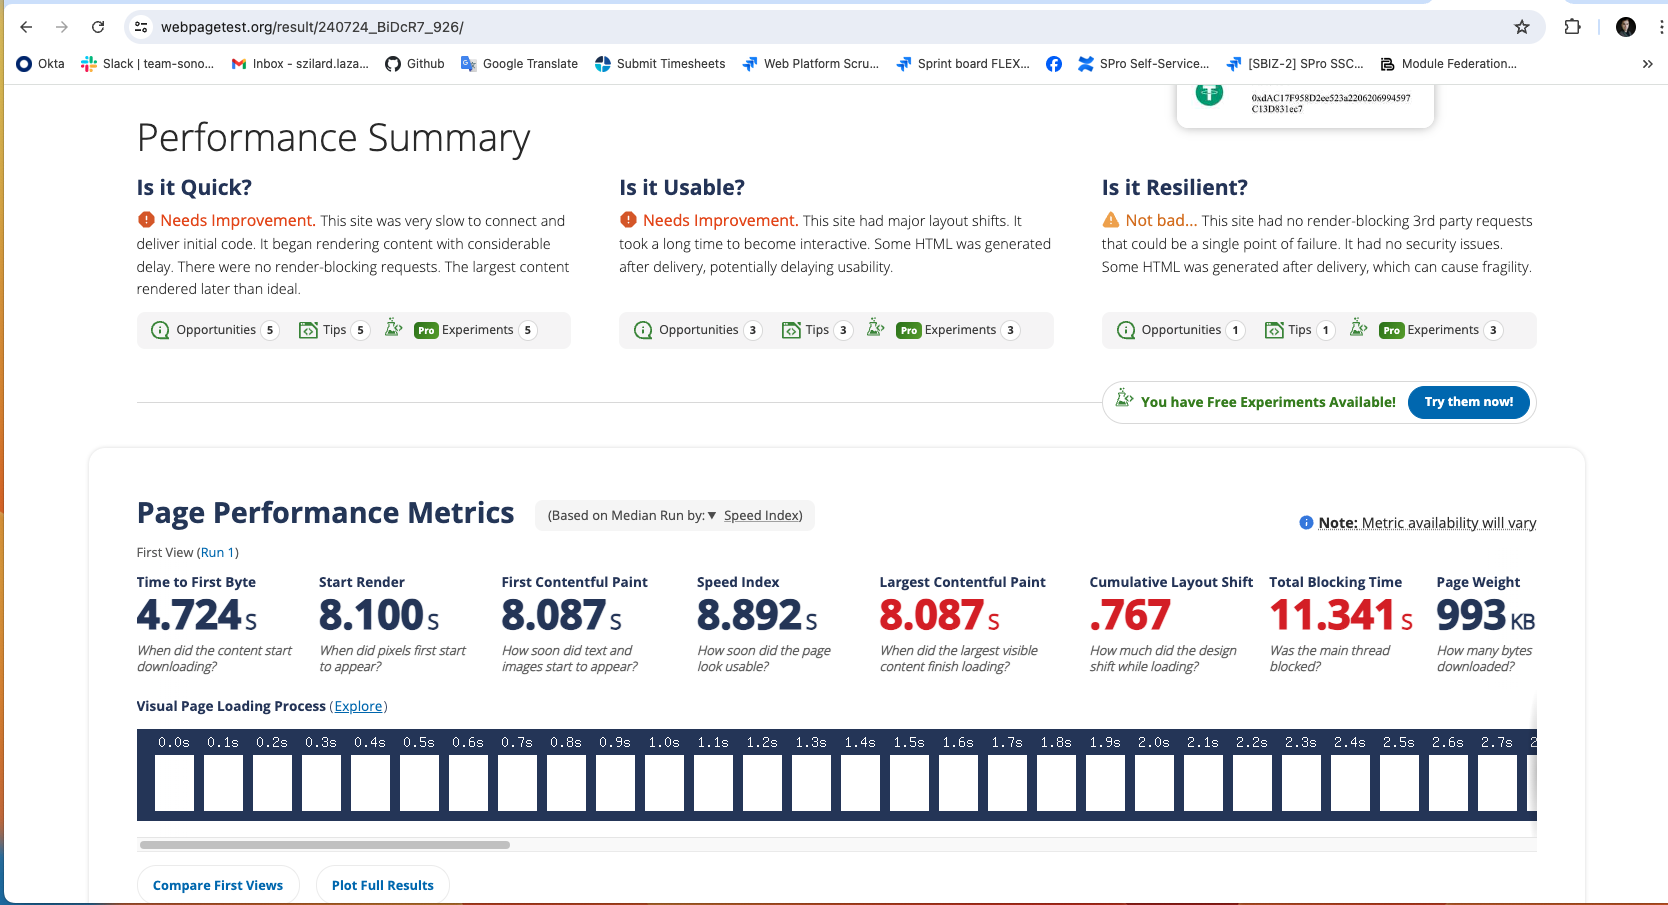 webpagetest.org/result/240724_BiDcR7_926/
Okta Slack | team-sono... Inbox - szilard.laza... Github Google Translate Submit Timesheets Web Platform Scru... Sprint board FLEX... SPro Self-Service... [SBIZ-2] SPro SSC... Module Federation... »
0xdAC17F958D2ee523a2206206994597
C13D831ec7
Performance Summary
Is it Quick?
Needs Improvement. This site was very slow to connect and
deliver initial code. It began rendering content with considerable
delay. There were no render-blocking requests. The largest content
rendered later than ideal.
Opportunities 5 Tips 5 Pro Experiments 5
Is it Usable?
Needs Improvement. This site had major layout shifts. It
took a long time to become interactive. Some HTML was generated
after delivery, potentially delaying usability.
Opportunities 3 Tips 3 Pro Experiments 3
Is it Resilient?
Not bad... This site had no render-blocking 3rd party requests
that could be a single point of failure. It had no security issues.
Some HTML was generated after delivery, which can cause fragility.
Opportunities 1 Tips 1 Pro Experiments 3
You have Free Experiments Available! Try them now!
Page Performance Metrics (Based on Median Run by:▼ Speed Index)
Note: Metric availability will vary
First View (Run 1)
Time to First Byte
4.724 S
When did the content start
downloading?
Start Render
8.100 S
When did pixels first start
to appear?
First Contentful Paint
8.087 S
How soon did text and
images start to appear?
Speed Index
8.892 S
How soon did the page
look usable?
Largest Contentful Paint
8.087 S
When did the largest visible
content finish loading?
Cumulative Layout Shift
.767
How much did the design
shift while loading?
Total Blocking Time
11.341 S
Was the main thread
blocked?
Page Weight
993 KB
How many bytes
downloaded?
Visual Page Loading Process (Explore)
0.0s 0.1s 0.2s 0.3s 0.4s 0.5s 0.6s 0.7s 0.8s 0.9s 1.0s 1.1s 1.2s 1.3s 1.4s 1.5s 1.6s 1.7s 1.8s 1.9s 2.0s 2.1s 2.2s 2.3s 2.4s 2.5s 2.6s 2.7s 2
Compare First Views Plot Full Results